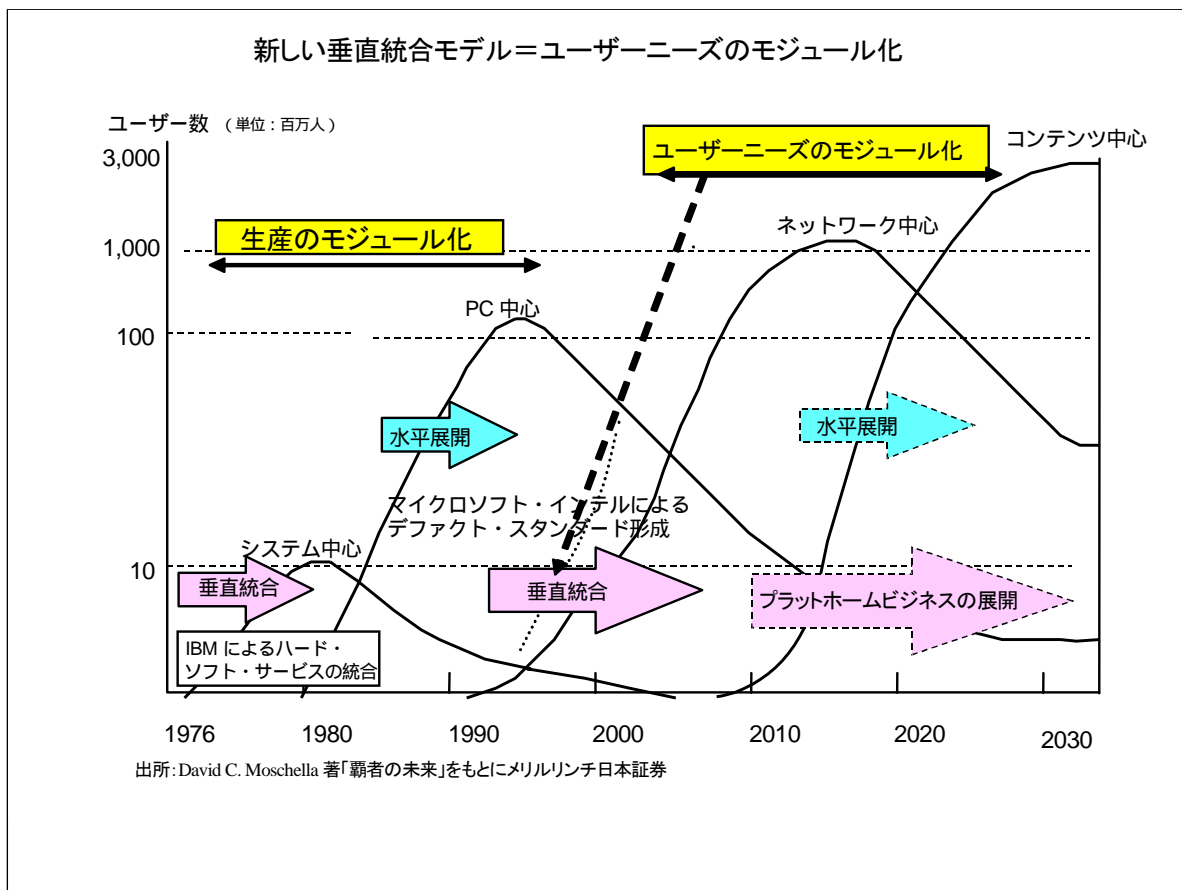 新しい垂直統合モデル＝ユーザーニーズのモジュール化
ユーザー数 （単位：百万人）
コンテンツ中心
3,000
ユーザーニーズのモジュール化
ネットワーク中心
生産のモジュール化
1,000
PC 中心
100
水平展開
水平展開
マイクロソフト・インテルによる
デファクト・スタンダード形成
システム中心
10
垂直統合
垂直統合
プラットホームビジネスの展開
IBM によるハード・
ソフト・サービスの統合
1976
1980
1990
2000
2010
2020
2030
出所：David C. Moschella 著「覇者の未来」をもとにメリルリンチ日本証券